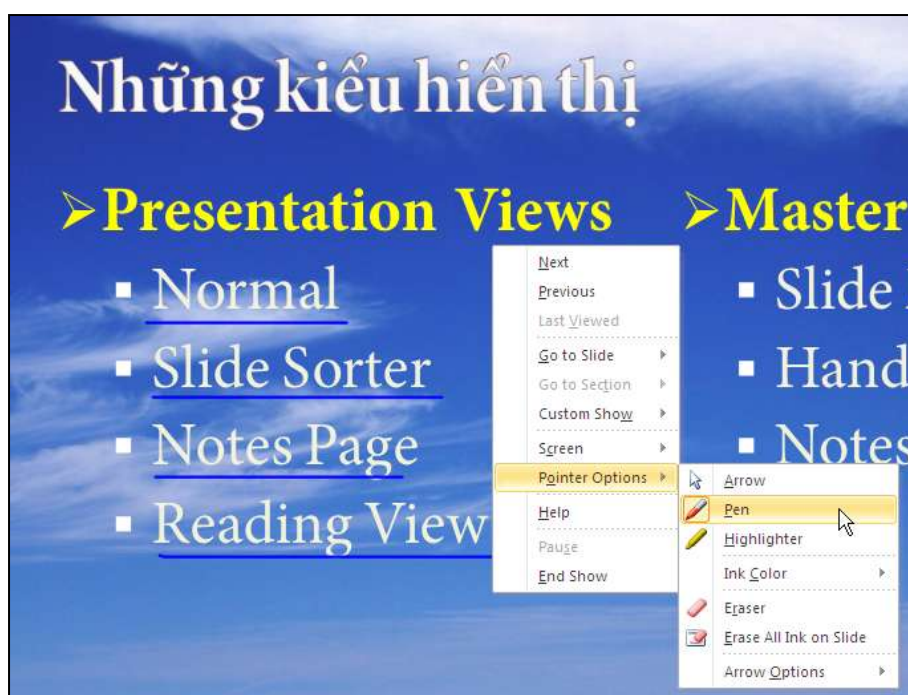 Những kiểu hiển thị
➢Presentation Views
▪ Normal
▪ Slide Sorter
▪ Notes Page
▪ Reading View
➢Master
▪ Slide
▪ Hand
▪ Notes
Next
Previous
Last Viewed
Go to Slide
Go to Section
Custom Show
Screen
Pointer Options
Help
Pause
End Show
Arrow
Pen
Highlighter
Ink Color
Eraser
Erase All Ink on Slide
Arrow Options